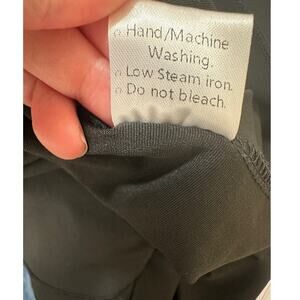 Hand/Machine
Washing.
Low Steam iron.
Do not bleach.